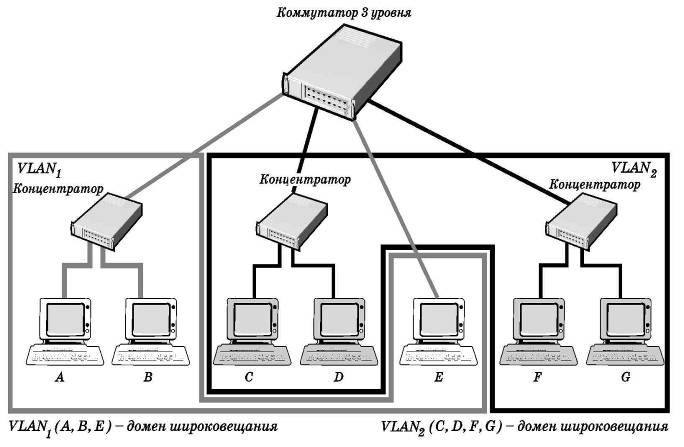 Коммутатор 3 уровня
VLAN1
VLAN2
Концентратор
Концентратор
Концентратор
A
B
C
D
E
F
G
VLAN1 (A, B, E) – домен широковещания
VLAN2 (C, D, F, G) – домен широковещания